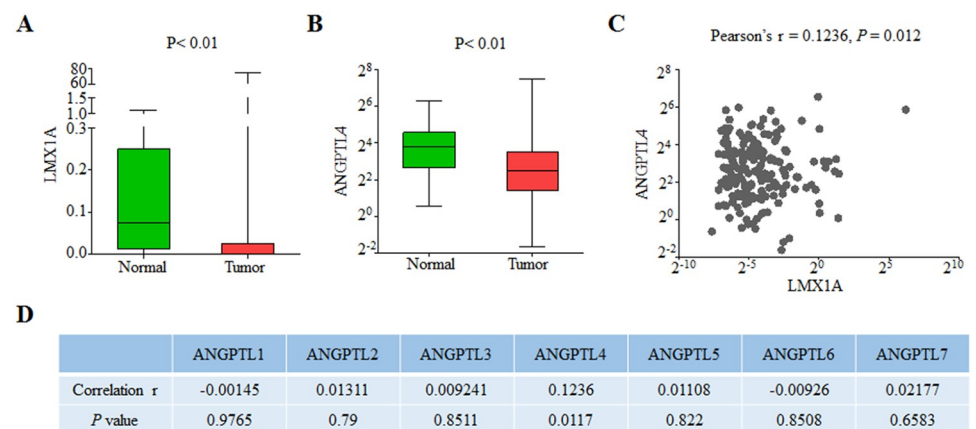 A
P< 0.01
LMX1A
80
60
1.5
1.0
0.3
0.2
0.1
0.0
Normal Tumor
B
P< 0.01
ANGPTL4
2^8
2^6
2^4
2^2
2^0
2^-2
Normal Tumor
C
Pearson's r = 0.1236, P = 0.012
ANGPTL4
2^8
2^6
2^4
2^2
2^0
2^-2
2^-10 2^-5 2^0 2^5 2^10
LMX1A
D
ANGPTL1 ANGPTL2 ANGPTL3 ANGPTL4 ANGPTL5 ANGPTL6 ANGPTL7
Correlation r -0.00145 0.01311 0.009241 0.1236 0.01108 -0.00926 0.02177
P value 0.9765 0.79 0.8511 0.0117 0.822 0.8508 0.6583